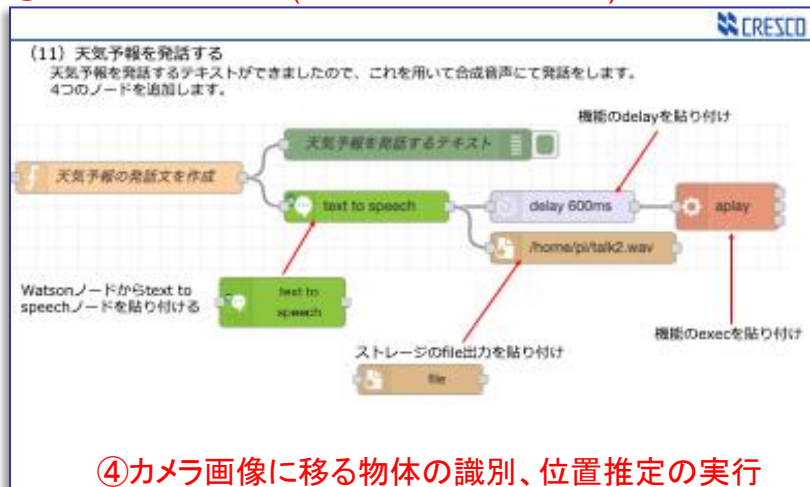 CRESCO
(11) 天気予報を発話する
天気予報を発話するテキストができましたので、これを用いて合成音声にて発話をします。
4つのノードを追加します。
機能のdelayを貼り付け
天気予報を発話するテキスト
天気予報の発話文を作成
text to speech
delay 600ms
aplay
/home/pi/talk2.wav
Watsonノードからtext to
speechノードを貼り付ける
text to
speech
機能のexecを貼り付け
ストレージのfile出力を貼り付け
file
④カメラ画像に移る物体の識別、位置推定の実行